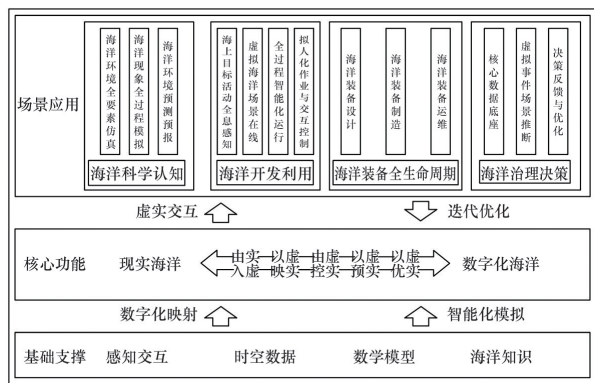 场景应用
海洋环境全要素仿真
海洋现象全过程模拟
海洋环境预测预报
海洋科学认知
海上目标活动全息感知
虚拟海洋场景在线
全过程智能化运行
拟人化作业与交互控制
海洋开发利用
海洋装备设计
海洋装备制造
海洋装备运维
海洋装备全生命周期
核心数据底座
虚拟事件场景推断
决策反馈与优化
海洋治理决策
虚实交互
迭代优化
核心功能
现实海洋
由实入虚
以虚映实
由虚控实
以虚预实
以虚优实
数字化海洋
数字化映射
智能化模拟
基础支撑
感知交互
时空数据
数学模型
海洋知识